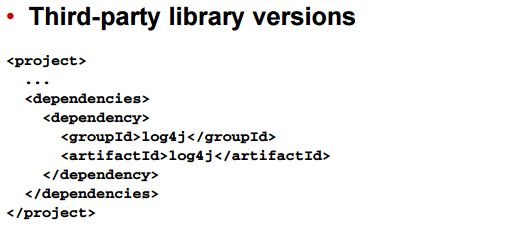 • Third-party library versions
<project>
...
<dependencies>
<dependency>
<groupId>log4j</groupId>
<artifactId>log4j</artifactId>
</dependency>
</dependencies>
</project>